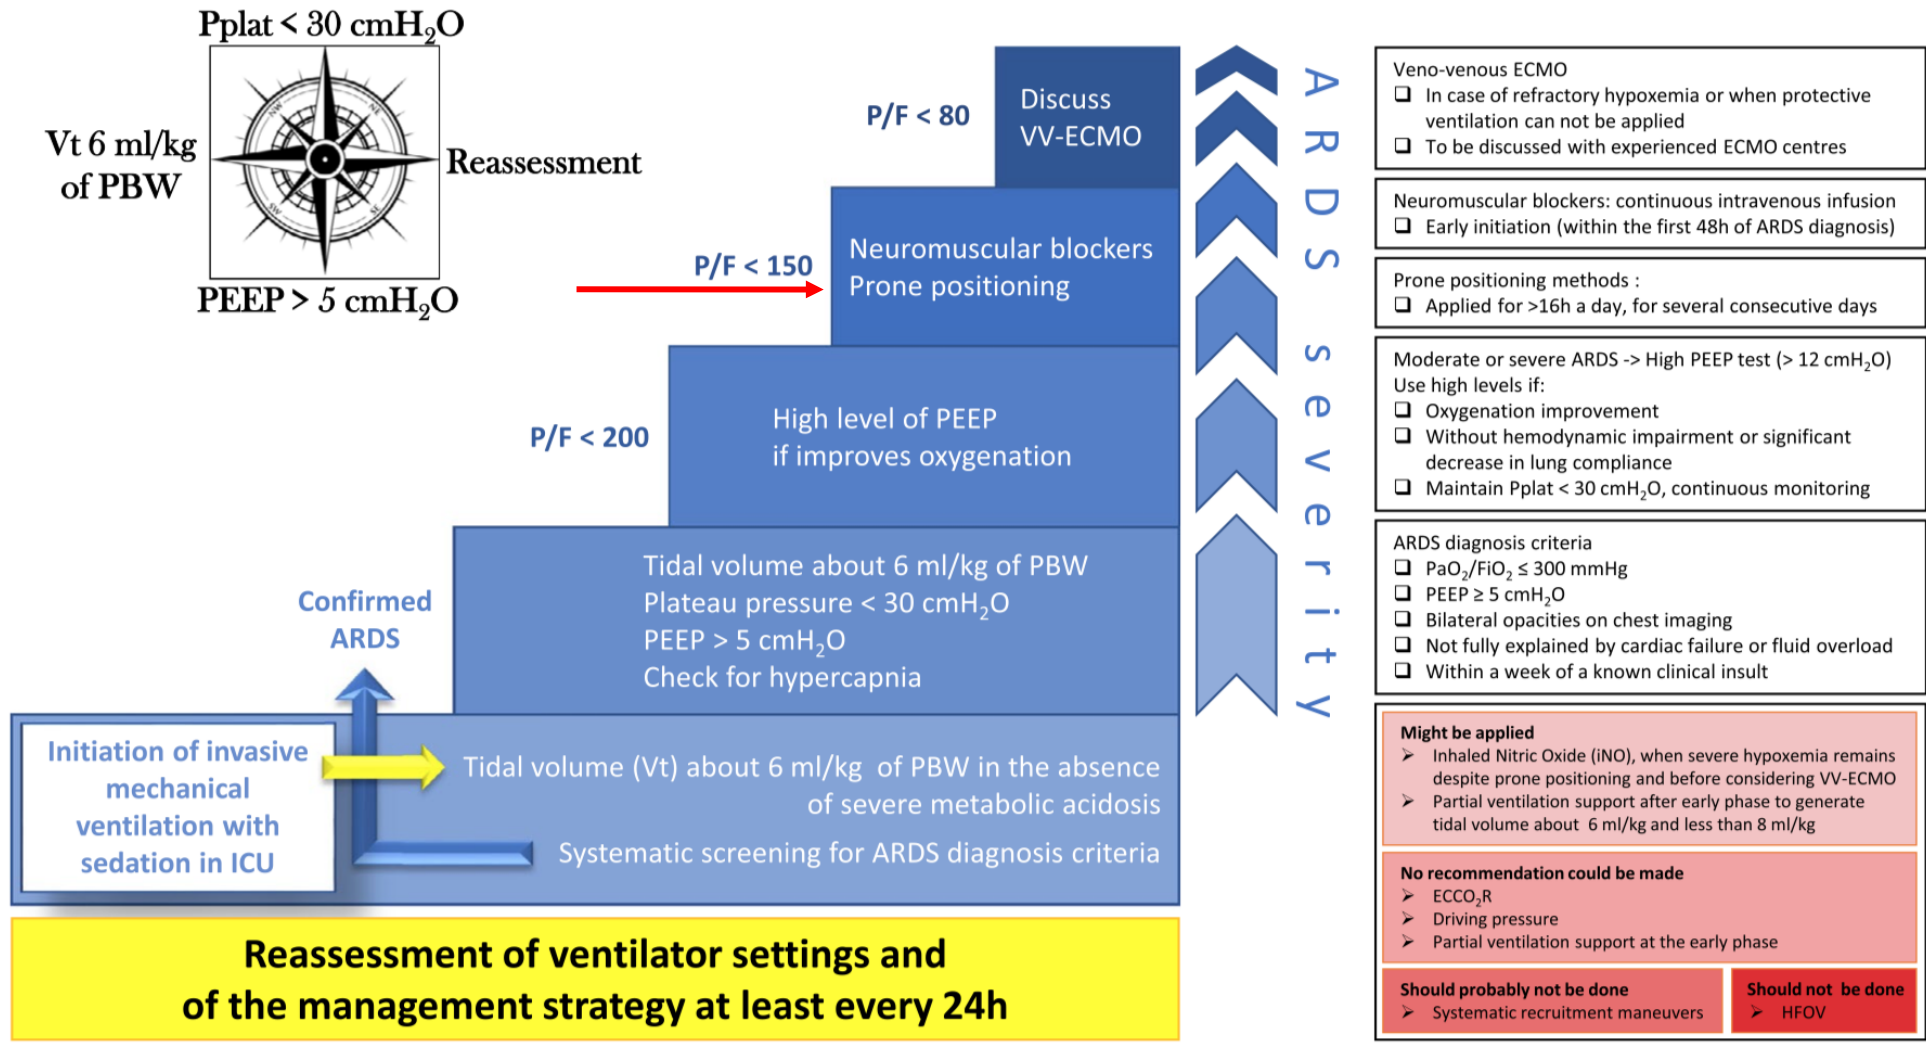 Pplat < 30 cmH₂O
Vt 6 ml/kg
of PBW
NW
NE
SW
SE
Reassessment
PEEP > 5 cmH₂O
P/F < 80
Discuss
VV-ECMO
P/F < 150
Neuromuscular blockers
Prone positioning
P/F < 200
High level of PEEP
if improves oxygenation
Confirmed
ARDS
Tidal volume about 6 ml/kg of PBW
Plateau pressure < 30 cmH₂O
PEEP > 5 cmH₂O
Check for hypercapnia
Initiation of invasive
mechanical
ventilation with
sedation in ICU
Tidal volume (Vt) about 6 ml/kg of PBW in the absence
of severe metabolic acidosis
Systematic screening for ARDS diagnosis criteria
Reassessment of ventilator settings and
of the management strategy at least every 24h
ARDS severity
Veno-venous ECMO
❑ In case of refractory hypoxemia or when protective
ventilation can not be applied
❑ To be discussed with experienced ECMO centres
Neuromuscular blockers: continuous intravenous infusion
❑ Early initiation (within the first 48h of ARDS diagnosis)
Prone positioning methods :
❑ Applied for >16h a day, for several consecutive days
Moderate or severe ARDS -> High PEEP test (> 12 cmH₂O)
Use high levels if:
❑ Oxygenation improvement
❑ Without hemodynamic impairment or significant
decrease in lung compliance
❑ Maintain Pplat < 30 cmH₂O, continuous monitoring
ARDS diagnosis criteria
❑ PaO₂/FiO₂ ≤ 300 mmHg
❑ PEEP ≥ 5 cmH₂O
❑ Bilateral opacities on chest imaging
❑ Not fully explained by cardiac failure or fluid overload
❑ Within a week of a known clinical insult
Might be applied
➢ Inhaled Nitric Oxide (iNO), when severe hypoxemia remains
despite prone positioning and before considering VV-ECMO
➢ Partial ventilation support after early phase to generate
tidal volume about 6 ml/kg and less than 8 ml/kg
No recommendation could be made
➢ ECCO₂R
➢ Driving pressure
➢ Partial ventilation support at the early phase
Should probably not be done
➢ Systematic recruitment maneuvers
Should not be done
➢ HFOV